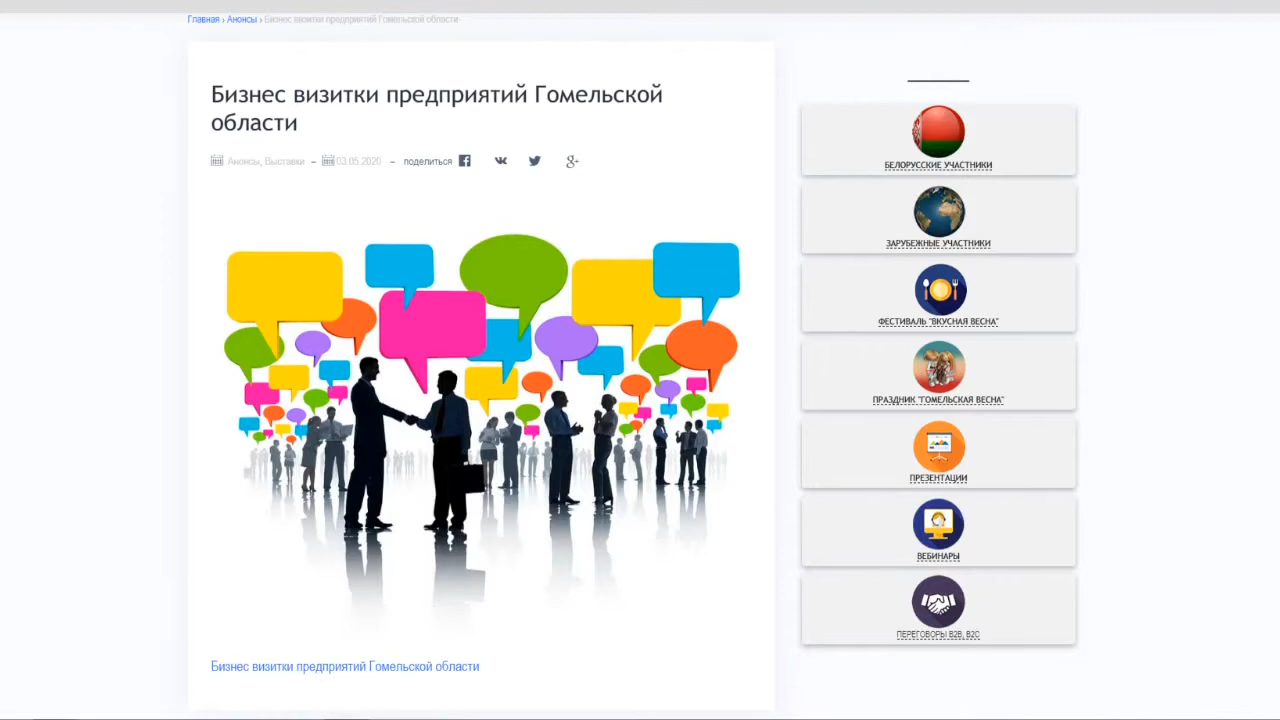 Главная › Анонсы › Бизнес визитки предприятий Гомельской области
Бизнес визитки предприятий Гомельской
области
Анонсы, Выставки – 03.05.2020 – поделиться
Бизнес визитки предприятий Гомельской области
БЕЛОРУССКИЕ УЧАСТНИКИ
ЗАРУБЕЖНЫЕ УЧАСТНИКИ
ФЕСТИВАЛЬ "ВКУСНАЯ ВЕСНА"
ПРАЗДНИК "ГОМЕЛЬСКАЯ ВЕСНА"
ПРЕЗЕНТАЦИИ
ВЕБИНАРЫ
ПЕРЕГОВОРЫ B2B, B2C